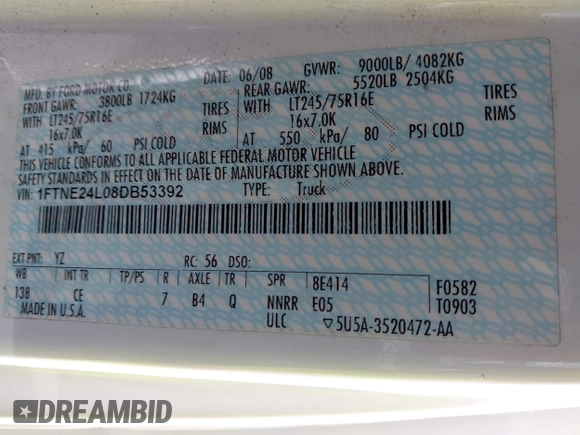 MFD. BY FORD MOTOR CO.
DATE: 06/08 GVWR: 9000LB/ 4082KG
FRONT GAWR: 3800LB 1724KG
REAR GAWR: 5520LB 2504KG
WITH LT245/75R16E TIRES
WITH LT245/75R16E TIRES
16x7.0K RIMS
16x7.0K RIMS
AT 415 kPa/ 60 PSI COLD
AT 550 kPa/ 80 PSI COLD
THIS VEHICLE CONFORMS TO ALL APPLICABLE FEDERAL MOTOR VEHICLE
SAFETY STANDARDS IN EFFECT ON THE DATE OF MANUFACTURE SHOWN ABOVE.
VIN: 1FTNE24L08DB53392 TYPE: Truck
EXT PNT: YZ RC: 56 DSO:
WB INT TR TP/PS R AXLE TR SPR 8E414 F0582
138 CE 7 B4 Q NNRR E05 T0903
MADE IN U.S.A. ULC ▽5U5A-3520472-AA
DREAMBID